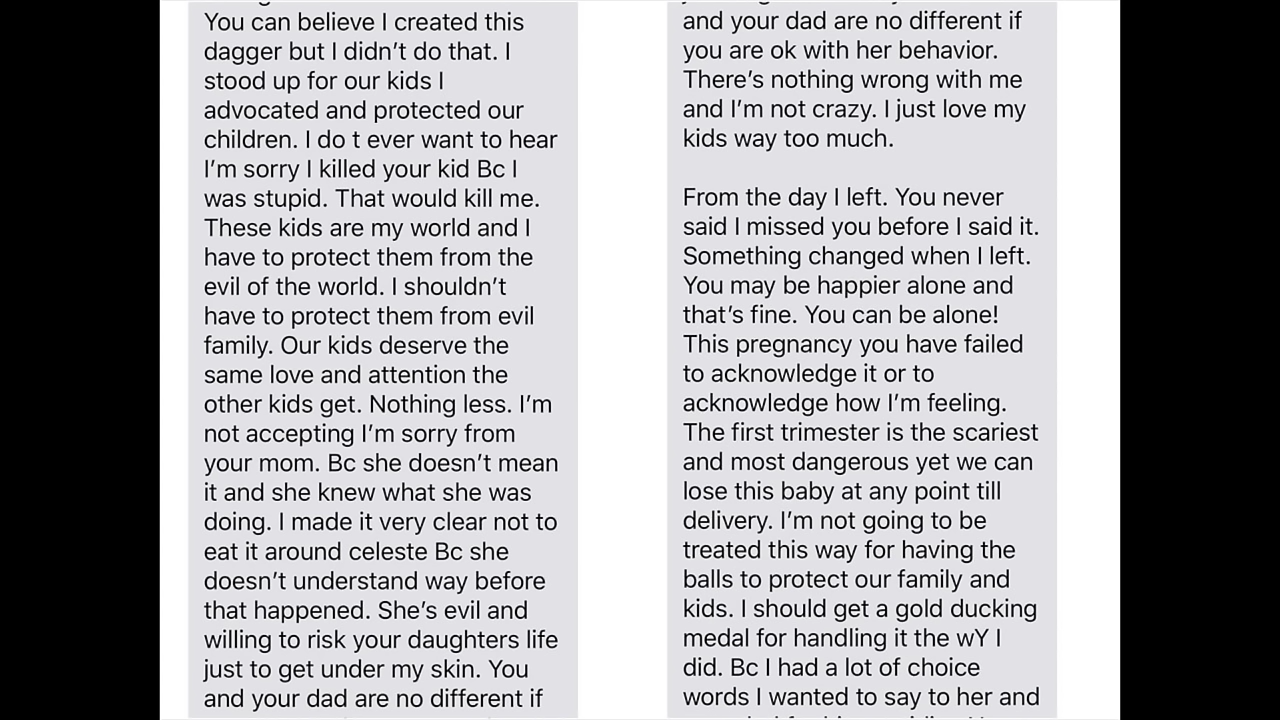 You can believe I created this
dagger but I didn’t do that. I
stood up for our kids I
advocated and protected our
children. I do t ever want to hear
I’m sorry I killed your kid Bc I
was stupid. That would kill me.
These kids are my world and I
have to protect them from the
evil of the world. I shouldn’t
have to protect them from evil
family. Our kids deserve the
same love and attention the
other kids get. Nothing less. I’m
not accepting I’m sorry from
your mom. Bc she doesn’t mean
it and she knew what she was
doing. I made it very clear not to
eat it around celeste Bc she
doesn’t understand way before
that happened. She’s evil and
willing to risk your daughters life
just to get under my skin. You
and your dad are no different if
and your dad are no different if
you are ok with her behavior.
There’s nothing wrong with me
and I’m not crazy. I just love my
kids way too much.
From the day I left. You never
said I missed you before I said it.
Something changed when I left.
You may be happier alone and
that’s fine. You can be alone!
This pregnancy you have failed
to acknowledge it or to
acknowledge how I’m feeling.
The first trimester is the scariest
and most dangerous yet we can
lose this baby at any point till
delivery. I’m not going to be
treated this way for having the
balls to protect our family and
kids. I should get a gold ducking
medal for handling it the wY I
did. Bc I had a lot of choice
words I wanted to say to her and